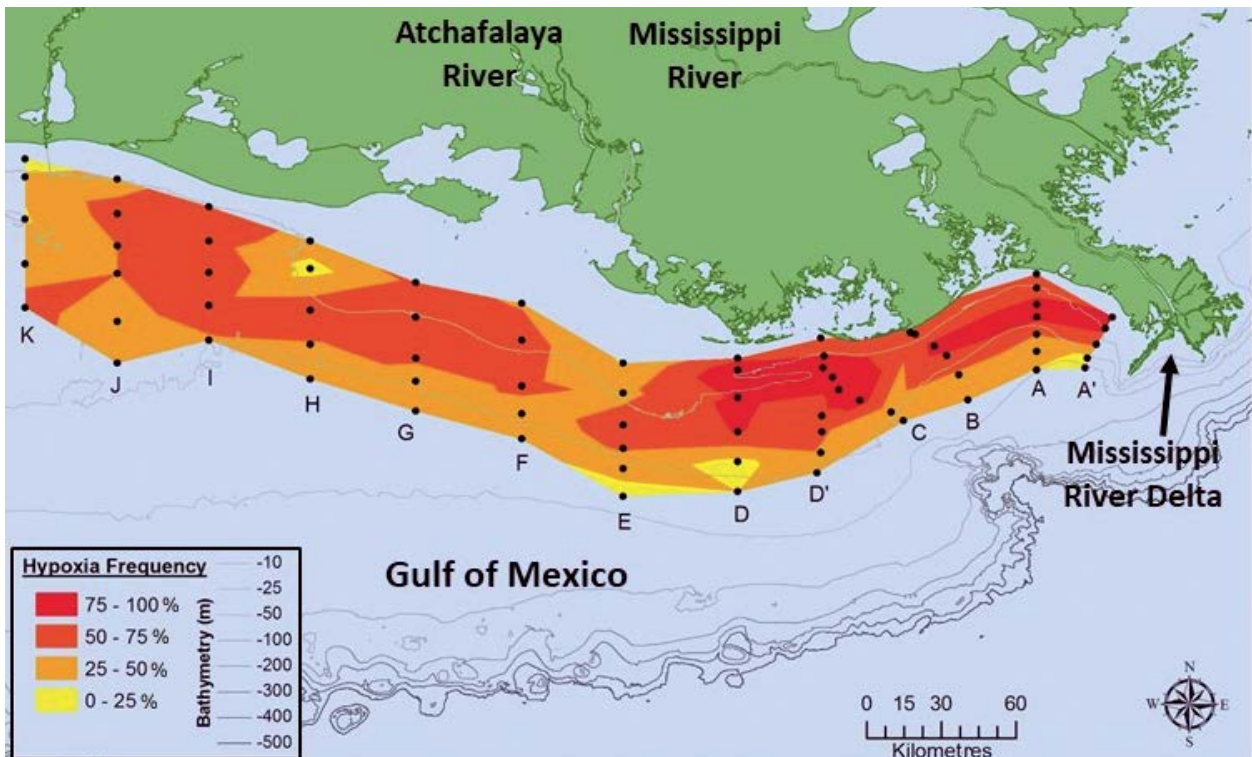 Atchafalaya
River
Mississippi
River
K
J
I
H
G
F
E
D
D'
C
B
A
A'
Mississippi
River Delta
Gulf of Mexico
Hypoxia Frequency
75 - 100 %
50 - 75 %
25 - 50 %
0 - 25 %
Bathymetry (m)
-10
-25
-50
-100
-200
-300
-400
-500
0 15 30 60
Kilometres
N
W E
S